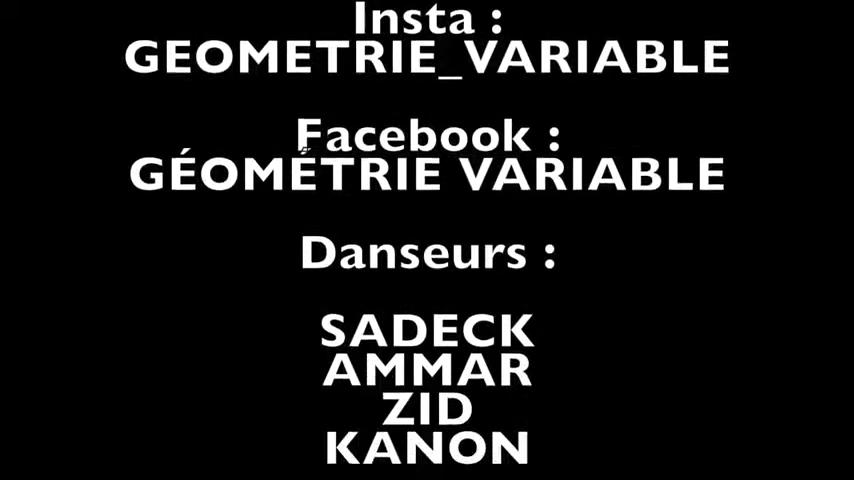 Insta :
GEOMETRIE_VARIABLE
Facebook :
GÉOMÉTRIE VARIABLE
Danseurs :
SADECK
AMMAR
ZID
KANON